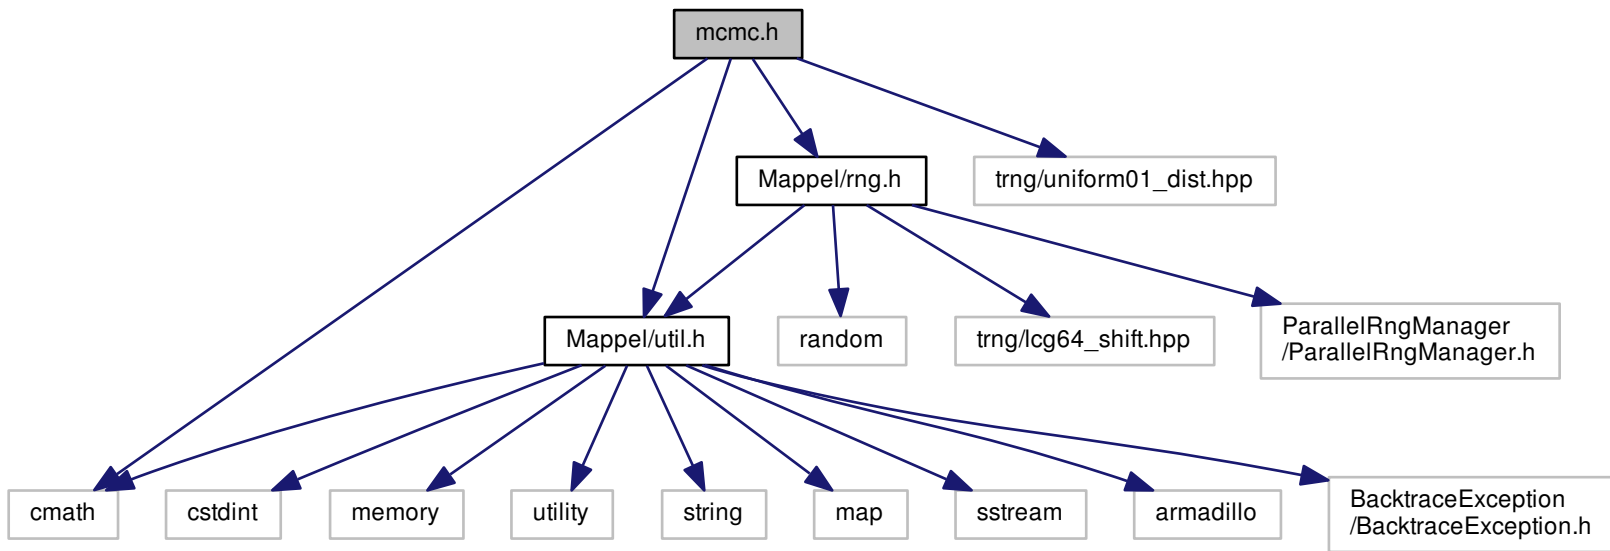 mcmc.h
Mappel/rng.h
trng/uniform01_dist.hpp
Mappel/util.h
random
trng/lcg64_shift.hpp
ParallelRngManager
/ParallelRngManager.h
cmath
cstdint
memory
utility
string
map
sstream
armadillo
BacktraceException
/BacktraceException.h